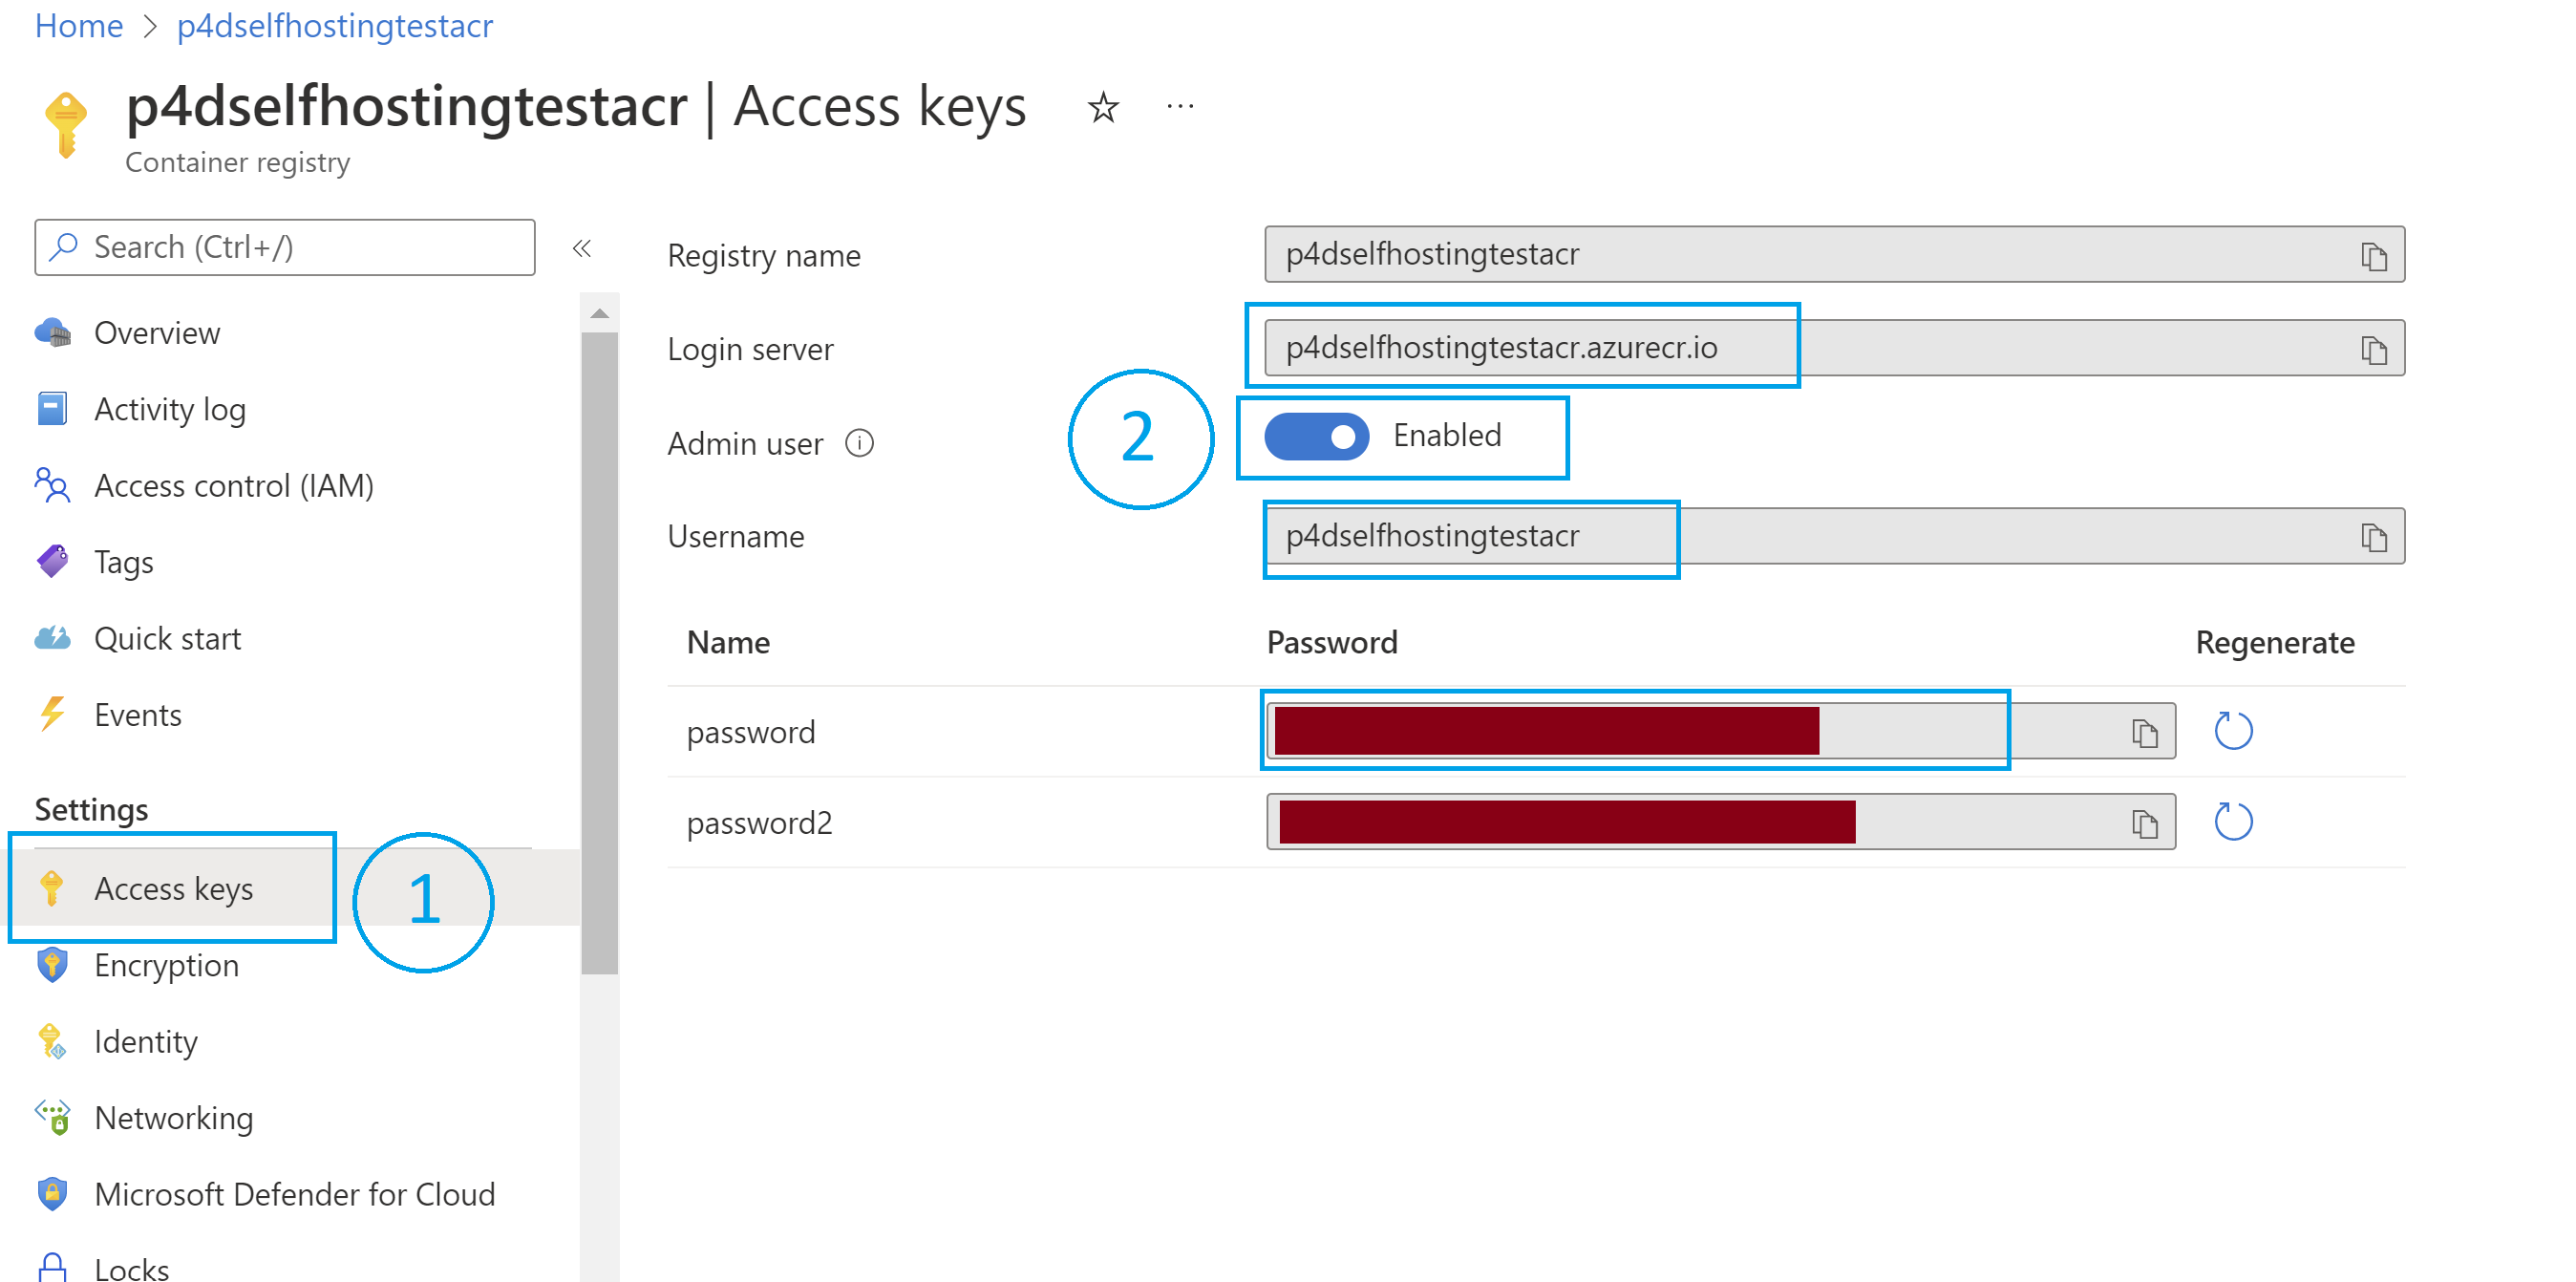 Home > p4dselfhostingtestacr
p4dselfhostingtestacr | Access keys
Container registry
Search (Ctrl+/)
Overview
Activity log
Access control (IAM)
Tags
Quick start
Events
Settings
Access keys
1
Encryption
Identity
Networking
Microsoft Defender for Cloud
Locks
Registry name
p4dselfhostingtestacr
Login server
p4dselfhostingtestacr.azurecr.io
Admin user
2
Enabled
Username
p4dselfhostingtestacr
Name Password Regenerate
password
password2